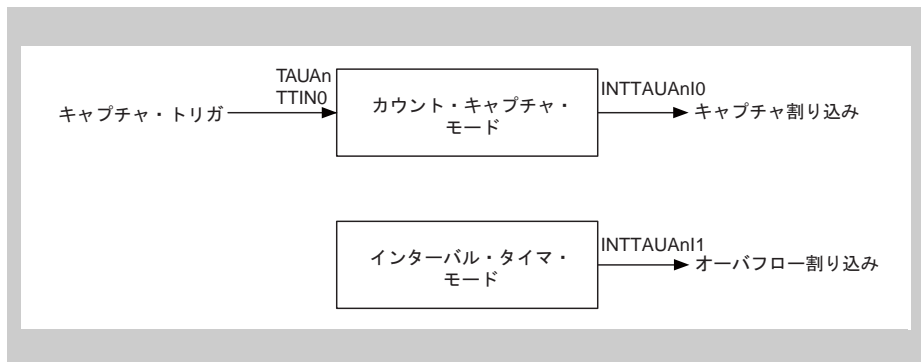 TAUAn
TTIN0
キャプチャ・トリガ
カウント・キャプチャ・
モード
INTTAUAnI0
キャプチャ割り込み
インターバル・タイマ・
モード
INTTAUAnI1
オーバフロー割り込み